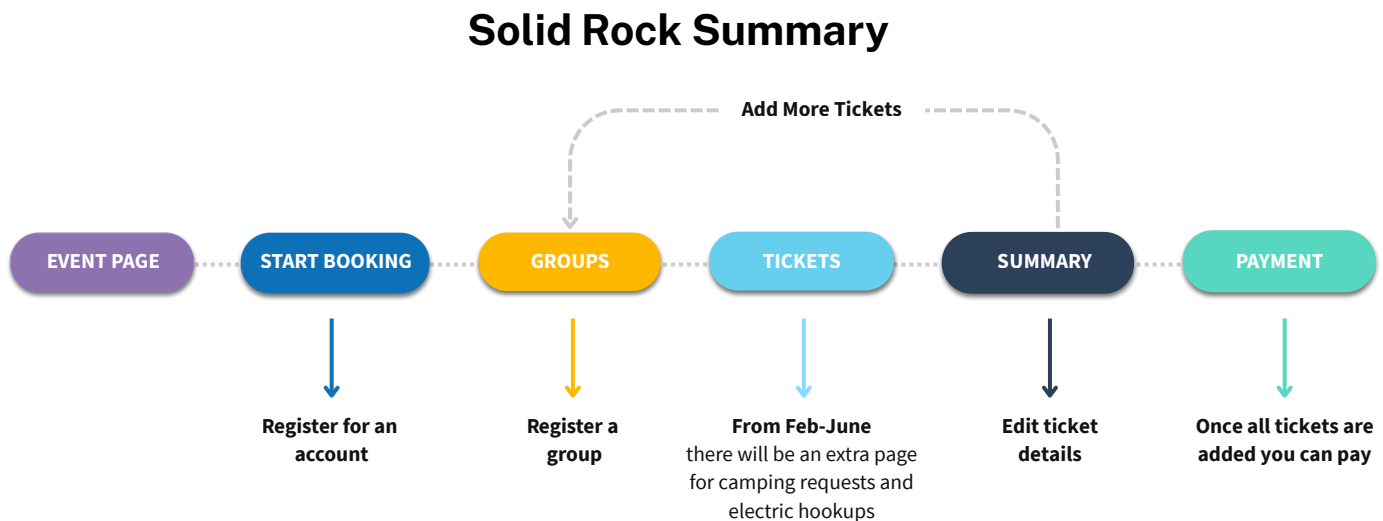 Solid Rock Summary
Add More Tickets
EVENT PAGE
START BOOKING
GROUPS
TICKETS
SUMMARY
PAYMENT
Register for an
account
Register a
group
From Feb-June
there will be an extra page
for camping requests and
electric hookups
Edit ticket
details
Once all tickets are
added you can pay